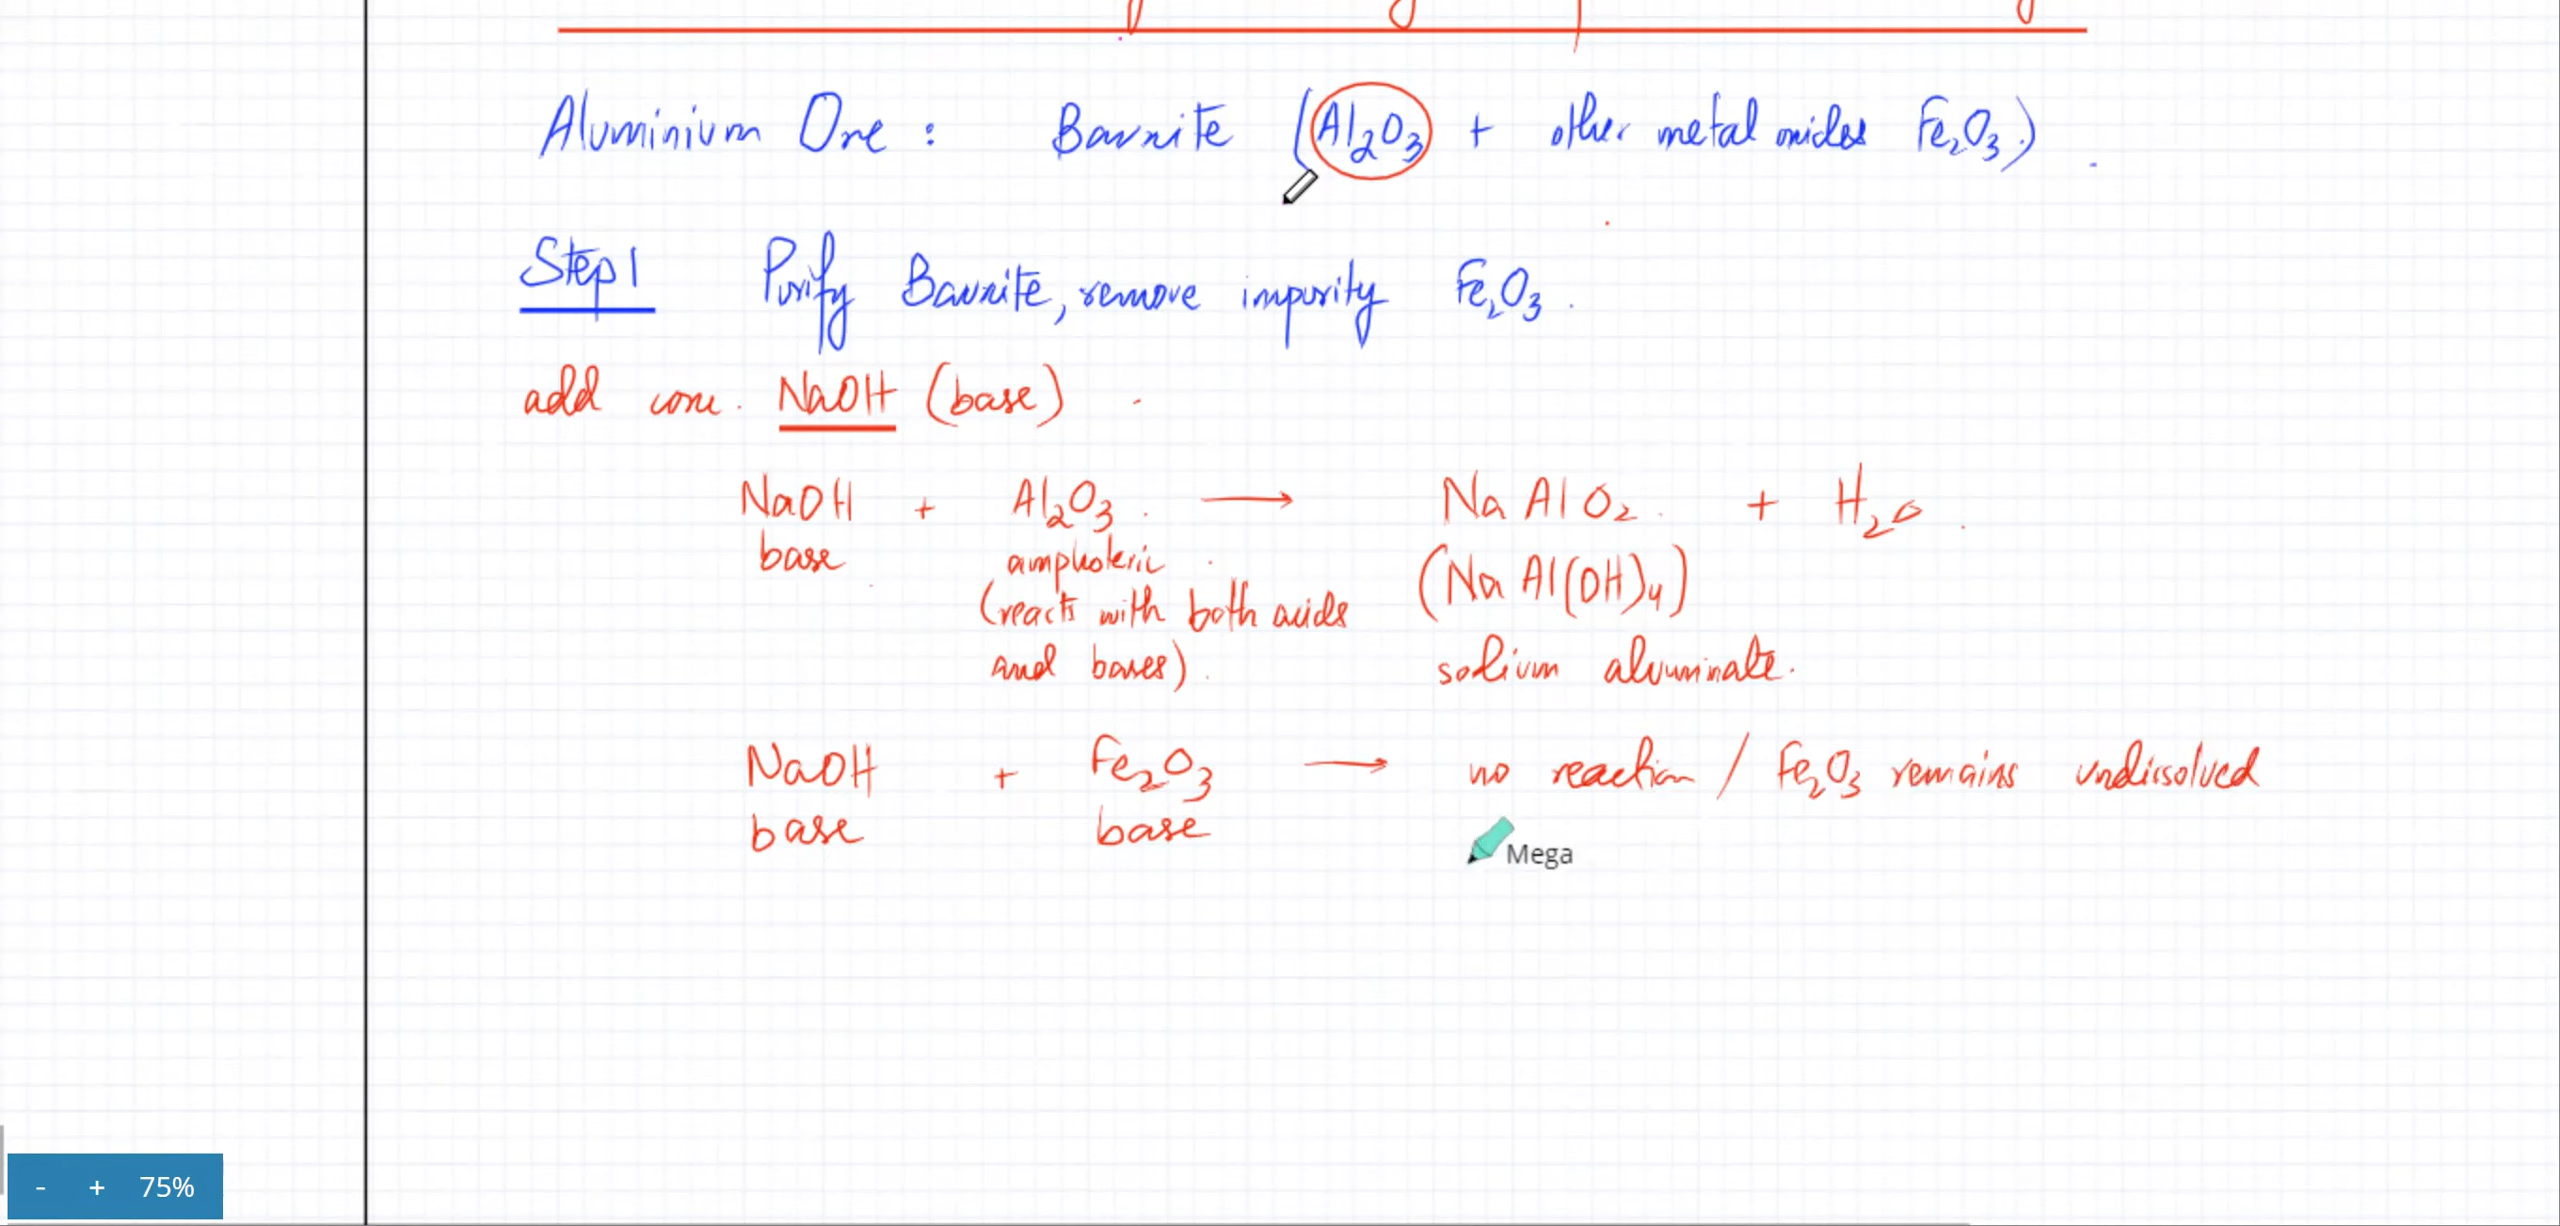 Aluminium Ore : Bauxite (Al₂O₃ + other metal oxides Fe₂O₃)
Step 1 Purify Bauxite, remove impurity Fe₂O₃.
add conc. NaOH (base)
NaOH + Al₂O₃ → NaAlO₂ + H₂O
base amphoteric (NaAl(OH)₄)
(reacts with both acids
and bases). sodium aluminate.
NaOH + Fe₂O₃ → no reaction / Fe₂O₃ remains undissolved
base base
Mega
- + 75%